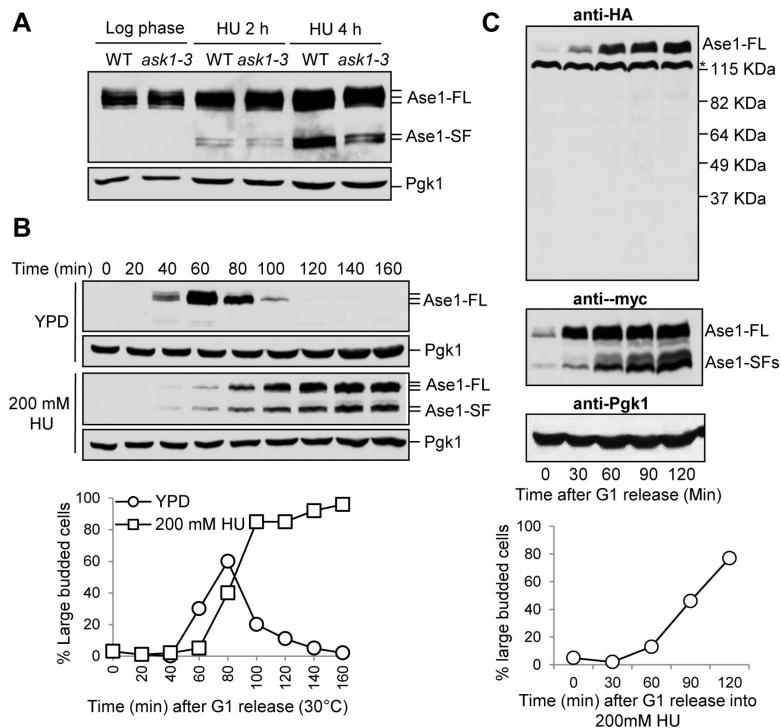 A
Log phase HU 2 h HU 4 h
WT ask1-3 WT ask1-3 WT ask1-3
Ase1-FL
Ase1-SF
Pgk1
B
Time (min) 0 20 40 60 80 100 120 140 160
YPD
Ase1-FL
Pgk1
200 mM
HU
Ase1-FL
Ase1-SF
Pgk1
% Large budded cells
100
80
60
40
20
0
YPD
200 mM HU
0 20 40 60 80 100 120 140 160
Time (min) after G1 release (30°C)
C
anti-HA
Ase1-FL
*
115 KDa
82 KDa
64 KDa
49 KDa
37 KDa
anti--myc
Ase1-FL
Ase1-SFs
anti-Pgk1
0 30 60 90 120
Time after G1 release (Min)
% large budded cells
100
80
60
40
20
0
0 30 60 90 120
Time (min) after G1 release into
200mM HU